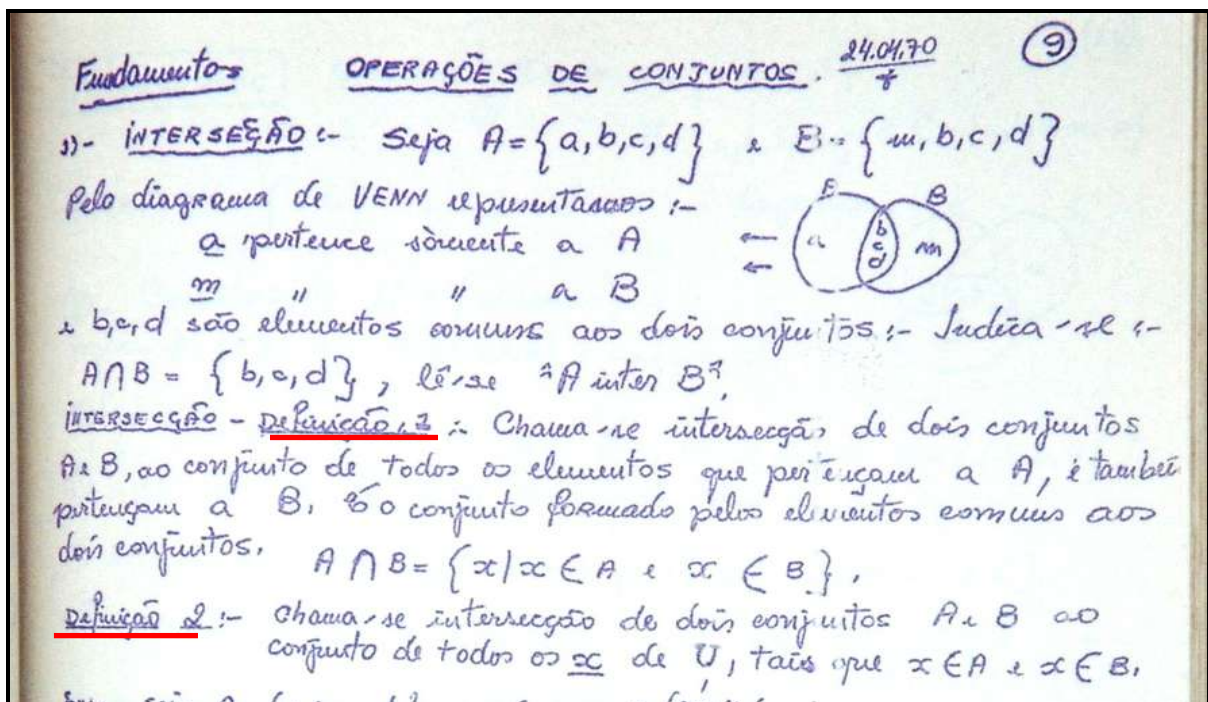 Fundamentos OPERAÇÕES DE CONJUNTOS. 24.04.70 9
1)- INTERSEÇÃO :- Seja A = {a,b,c,d} e B = {m,b,c,d}
Pelo diagrama de VENN representamos :-
E B
a b c d m
a pertence sòmente a A
m " " a B
e b,c,d são elementos comuns aos dois conjuntos :- Indica-se :-
A∩B = {b,c,d}, lê-se "A inter B",
INTERSECÇÃO - Definição 1 :- Chama-se intersecção de dois conjuntos
A e B, ao conjunto de todos os elementos que pertençam a A, e também
pertençam a B. É o conjunto formado pelos elementos comuns aos
dois conjuntos.
A ∩ B = {x/x ∈ A e x ∈ B}.
Definição 2 :- Chama-se intersecção de dois conjuntos A e B ao
conjunto de todos os x de U, tais que x ∈ A e x ∈ B.